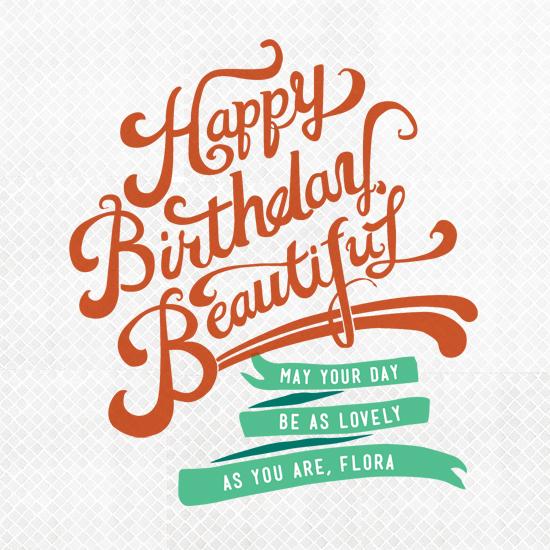 Happy
Birthday,
Beautiful
MAY YOUR DAY
BE AS LOVELY
AS YOU ARE, FLORA